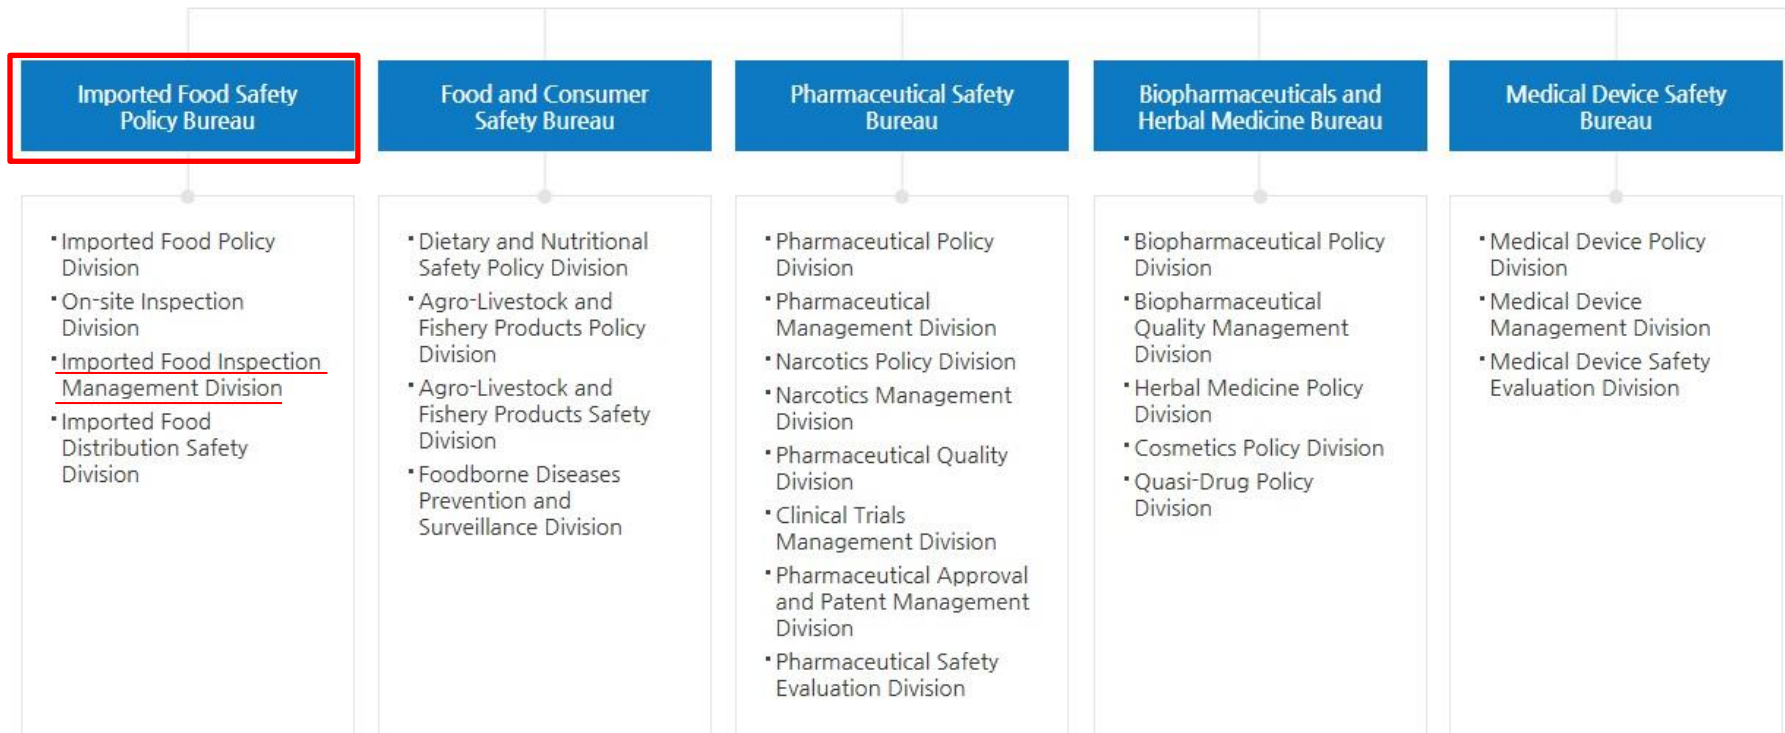 Imported Food Safety
Policy Bureau
Food and Consumer
Safety Bureau
Pharmaceutical Safety
Bureau
Biopharmaceuticals and
Herbal Medicine Bureau
Medical Device Safety
Bureau
Imported Food Policy
Division
On-site Inspection
Division
Imported Food Inspection
Management Division
Imported Food
Distribution Safety
Division
Dietary and Nutritional
Safety Policy Division
Agro-Livestock and
Fishery Products Policy
Division
Agro-Livestock and
Fishery Products Safety
Division
Foodborne Diseases
Prevention and
Surveillance Division
Pharmaceutical Policy
Division
Pharmaceutical
Management Division
Narcotics Policy Division
Narcotics Management
Division
Pharmaceutical Quality
Division
Clinical Trials
Management Division
Pharmaceutical Approval
and Patent Management
Division
Pharmaceutical Safety
Evaluation Division
Biopharmaceutical Policy
Division
Biopharmaceutical
Quality Management
Division
Herbal Medicine Policy
Division
Cosmetics Policy Division
Quasi-Drug Policy
Division
Medical Device Policy
Division
Medical Device
Management Division
Medical Device Safety
Evaluation Division